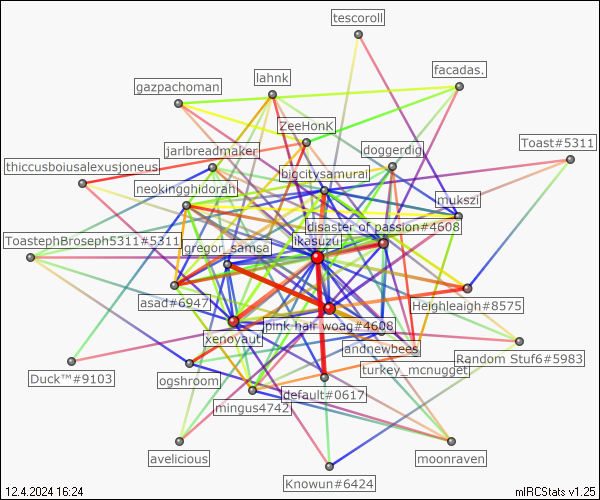 tescoroll
facadas.
lahnk
gazpachoman
ZeeHonK
Toast#5311
jarlbreadmaker
doggerdig
thiccusboiusalexusjoneus
bigcitysamurai
neokingghidorah
mukszi
disaster of passion#4608
ToastephBroseph5311#5311
ikasuzu
gregor_samsa
asad#6947
Heighleaigh#8575
pink hair woag#4608
xenovaut
andnewbees
Random Stuf6#5983
turkey_mcnugget
Duck™#9103
ogshroom
default#0617
mingus4742
avelicious
moonraven
Knowun#6424
12.4.2024 16:24
mIRCStats v1.25